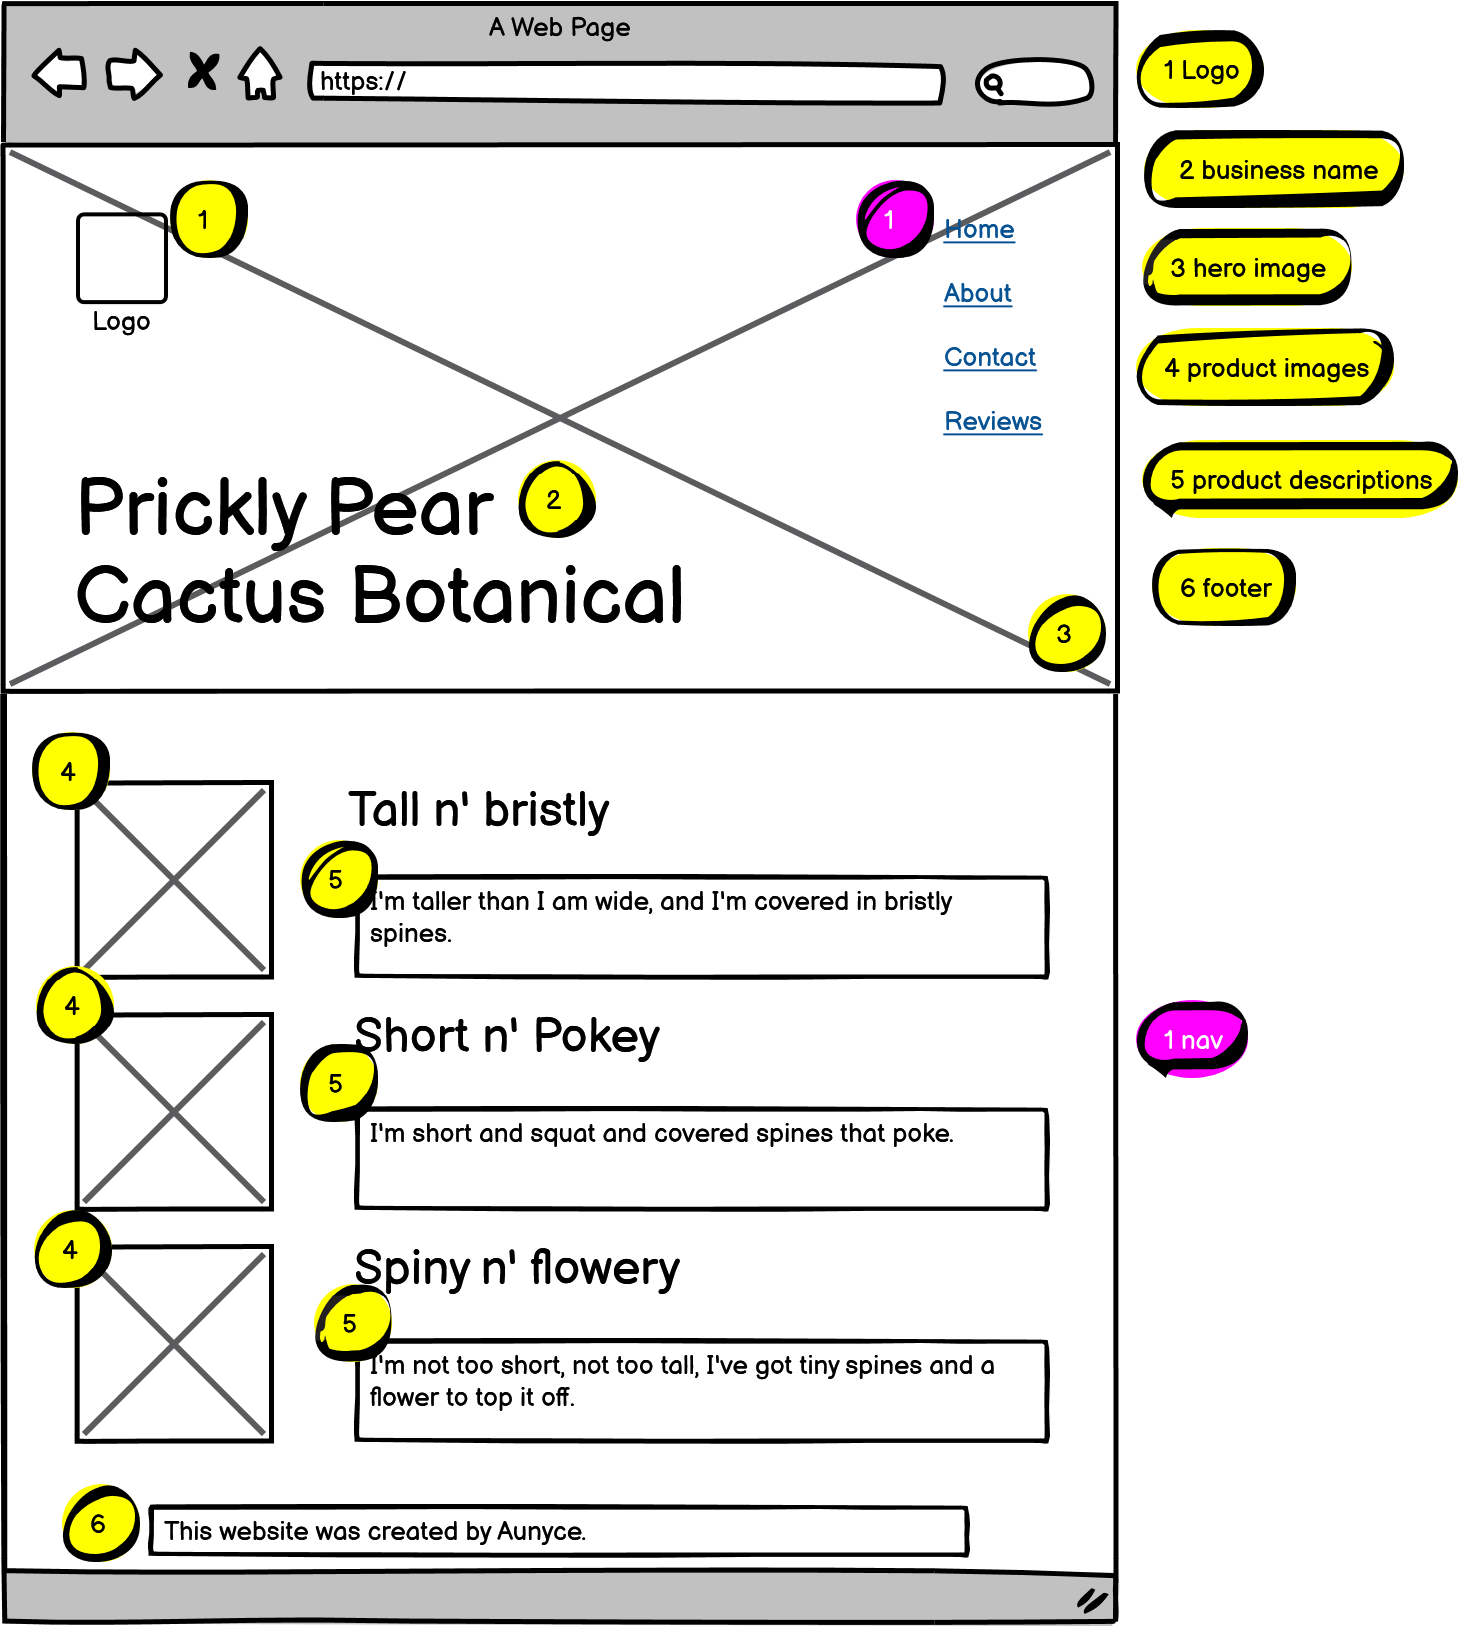 A Web Page
https://
1
Logo
1
Home
About
Contact
Reviews
Prickly Pear
2
Cactus Botanical
3
4
Tall n' bristly
5
I'm taller than I am wide, and I'm covered in bristly
spines.
4
Short n' Pokey
5
I'm short and squat and covered spines that poke.
4
Spiny n' flowery
5
I'm not too short, not too tall, I've got tiny spines and a
flower to top it off.
6
This website was created by Aunyce.
1 Logo
2 business name
3 hero image
4 product images
5 product descriptions
6 footer
1 nav